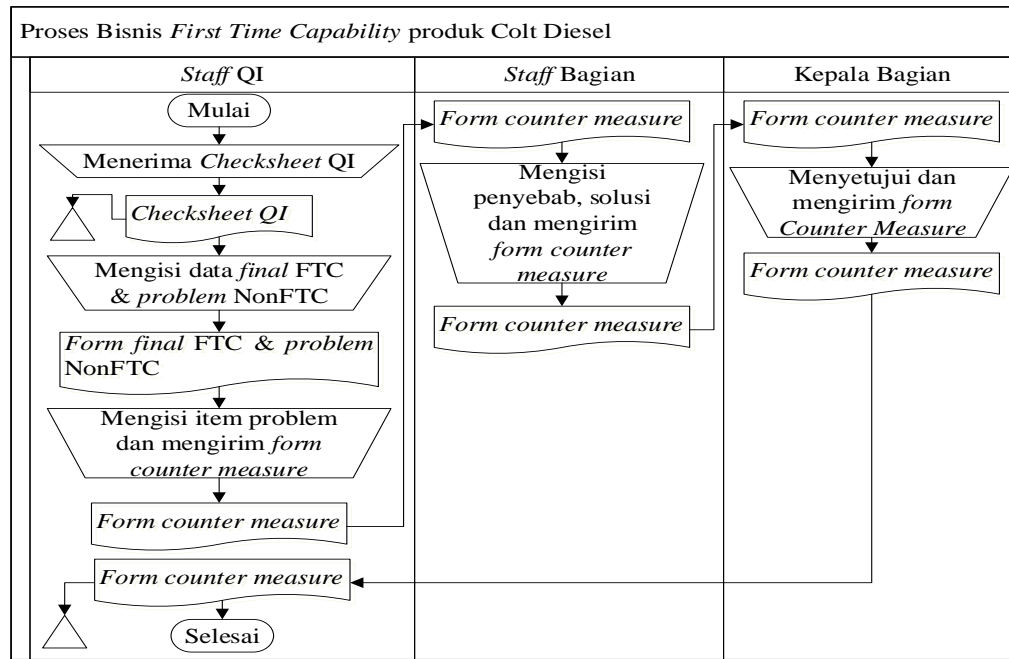 Proses Bisnis First Time Capability produk Colt Diesel
Staff QI
Staff Bagian
Kepala Bagian
Mulai
Menerima Checksheet QI
Checksheet QI
Mengisi data final FTC
& problem NonFTC
Form final FTC & problem
NonFTC
Mengisi item problem
dan mengirim form
counter measure
Form counter measure
Form counter measure
Selesai
Form counter measure
Mengisi
penyebab, solusi
dan mengirim
form counter
measure
Form counter measure
Form counter measure
Menyetujui dan
mengirim form
Counter Measure
Form counter measure